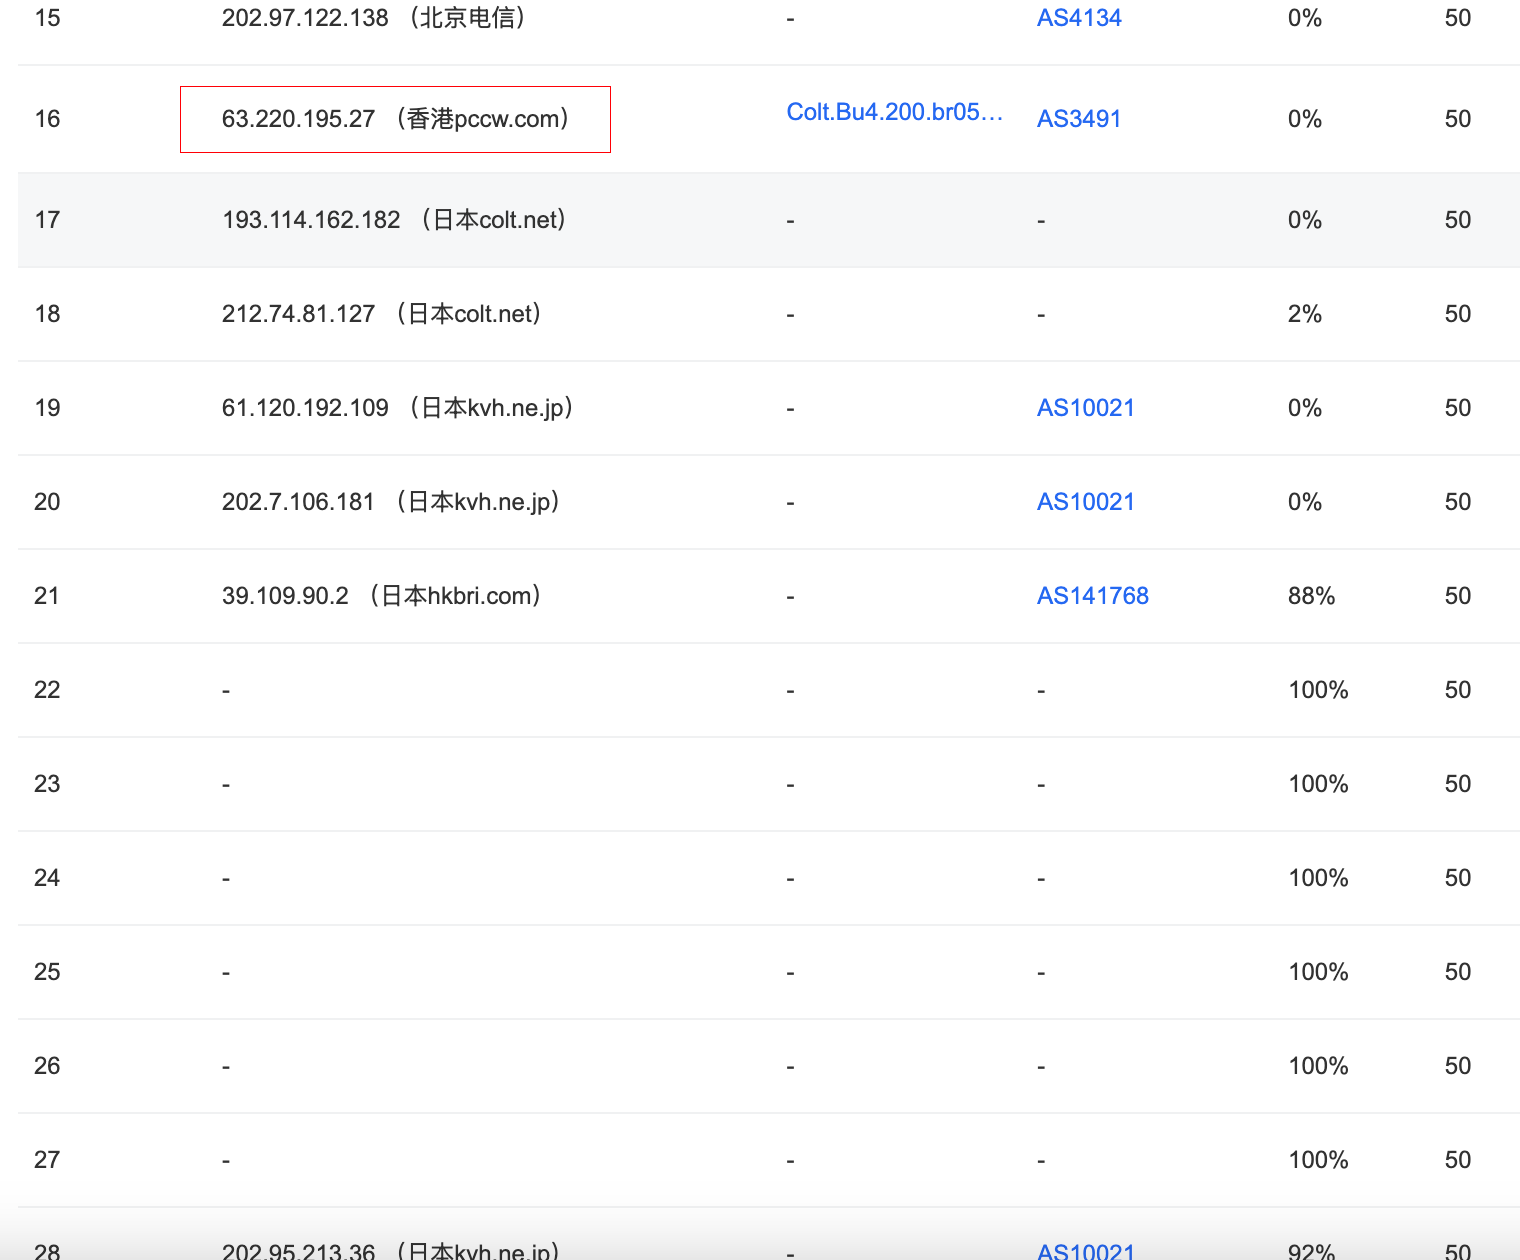 15 202.97.122.138 （北京电信） - AS4134 0% 50
16 63.220.195.27 （香港pccw.com） Colt.Bu4.200.br05... AS3491 0% 50
17 193.114.162.182 （日本colt.net） - - 0% 50
18 212.74.81.127 （日本colt.net） - - 2% 50
19 61.120.192.109 （日本kvh.ne.jp） - AS10021 0% 50
20 202.7.106.181 （日本kvh.ne.jp） - AS10021 0% 50
21 39.109.90.2 （日本hkbri.com） - AS141768 88% 50
22 - - - 100% 50
23 - - - 100% 50
24 - - - 100% 50
25 - - - 100% 50
26 - - - 100% 50
27 - - - 100% 50
28 202.95.213.36 （日本kvh.ne.jp） - AS10021 92% 50